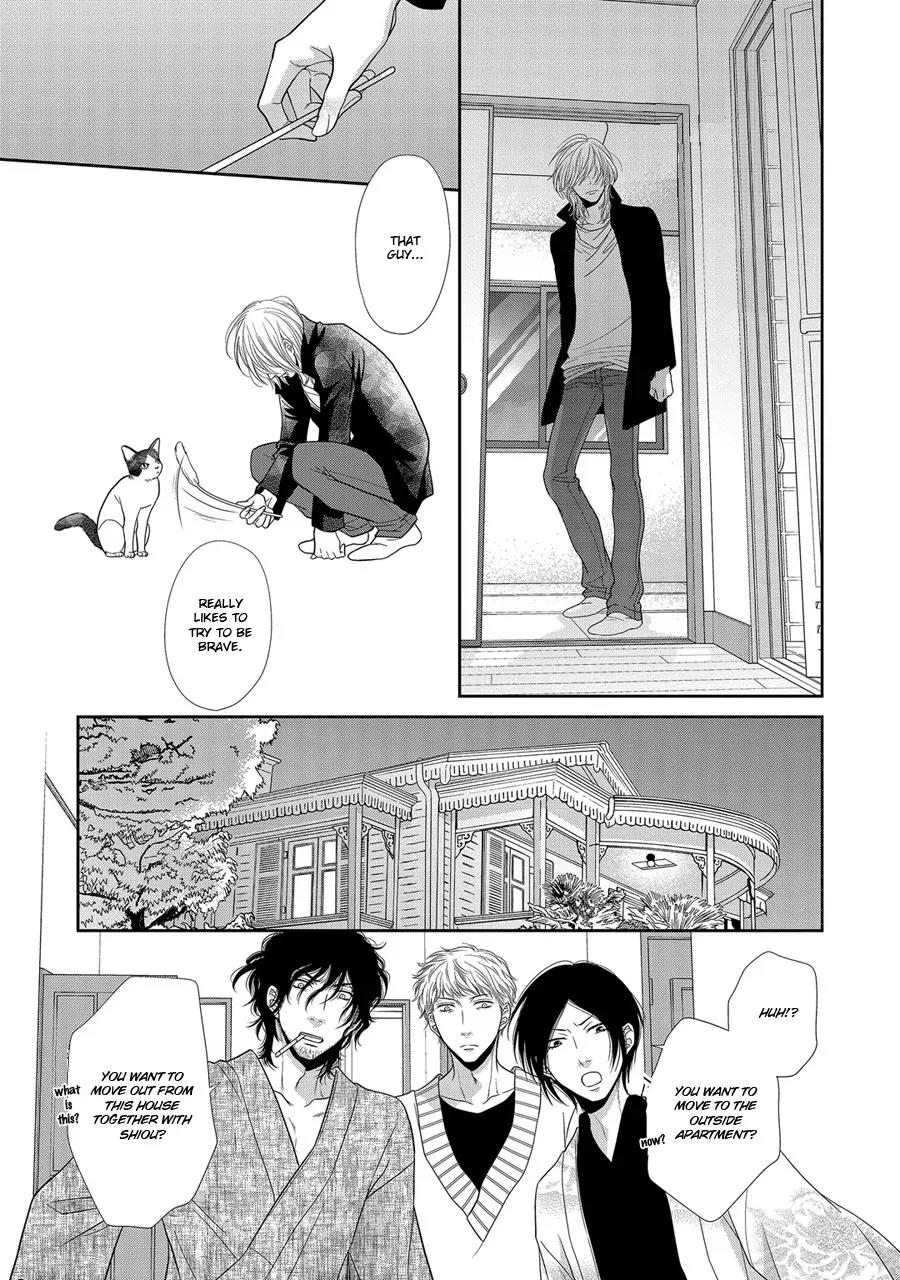 THAT
GUY...
REALLY
LIKES TO
TRY TO BE
BRAVE.
HUH!?
YOU WANT TO
MOVE TO THE
OUTSIDE
APARTMENT?
now?
YOU WANT TO
MOVE OUT FROM
THIS HOUSE
TOGETHER WITH
SHIOU?
what
is
this?